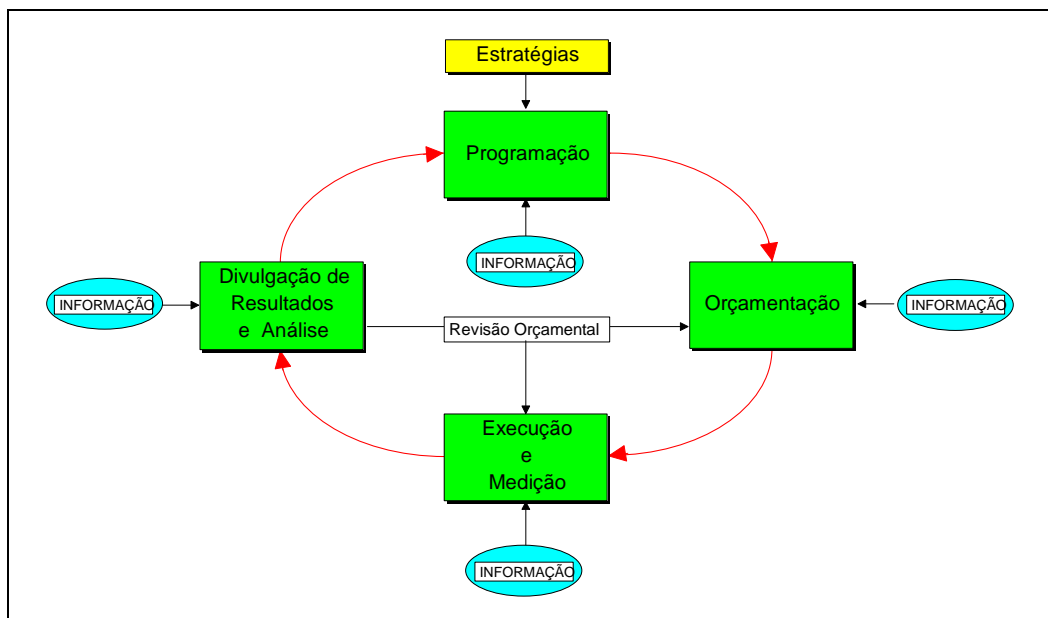 Estratégias
Programação
INFORMAÇÃO
Divulgação de
Resultados
e Análise
INFORMAÇÃO
Orçamentação
INFORMAÇÃO
Revisão Orçamental
Execução
e
Medição
INFORMAÇÃO